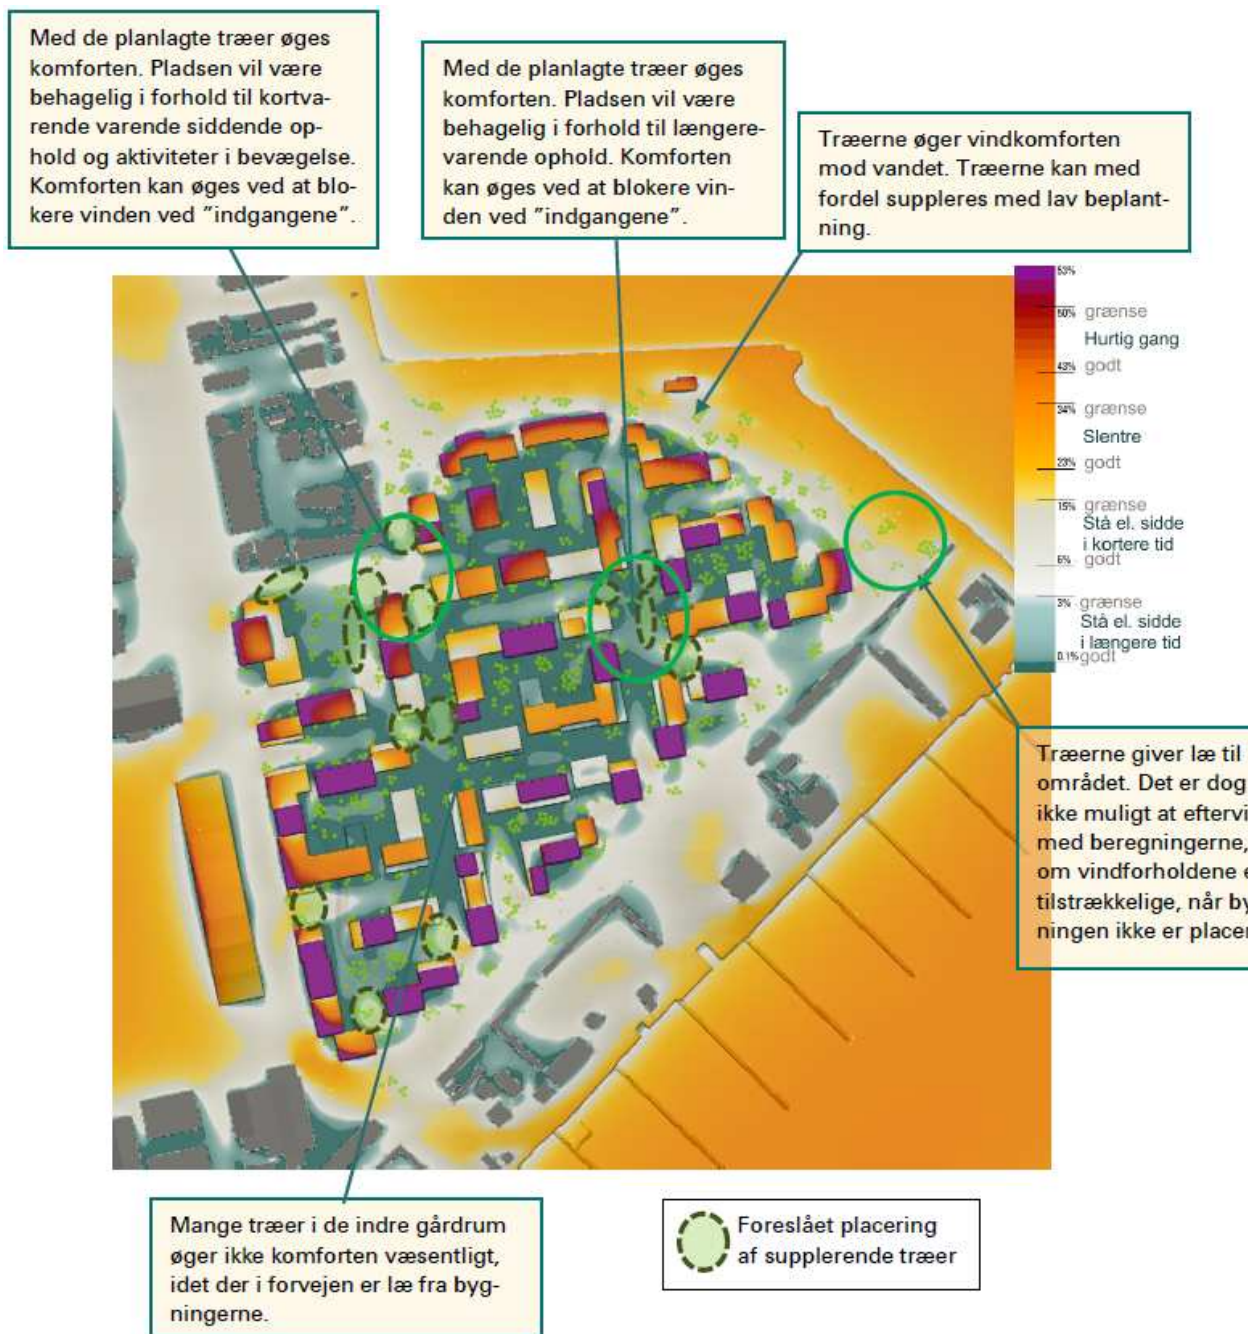 Med de planlagte træer øges
komforten. Pladsen vil være
behagelig i forhold til kortva-
rende varende siddende op-
hold og aktiviteter i bevægelse.
Komforten kan øges ved at blo-
kere vinden ved ”indgangene”.
Med de planlagte træer øges
komforten. Pladsen vil være
behagelig i forhold til længere-
varende ophold. Komforten
kan øges ved at blokere vin-
den ved ”indgangene”.
Træerne øger vindkomforten
mod vandet. Træerne kan med
fordel suppleres med lav beplant-
ning.
53%
50% grænse
Hurtig gang
43% godt
34% grænse
Slentre
23% godt
15% grænse
Stå el. sidde
i kortere tid
6% godt
3% grænse
Stå el. sidde
i længere tid
0.1% godt
Træerne giver læ til
området. Det er dog
ikke muligt at eftervi
med beregningerne,
om vindforholdene e
tilstrækkelige, når by
ningen ikke er placer
Mange træer i de indre gårdrum
øger ikke komforten væsentligt,
idet der i forvejen er læ fra byg-
ningerne.
Foreslået placering
af supplerende træer